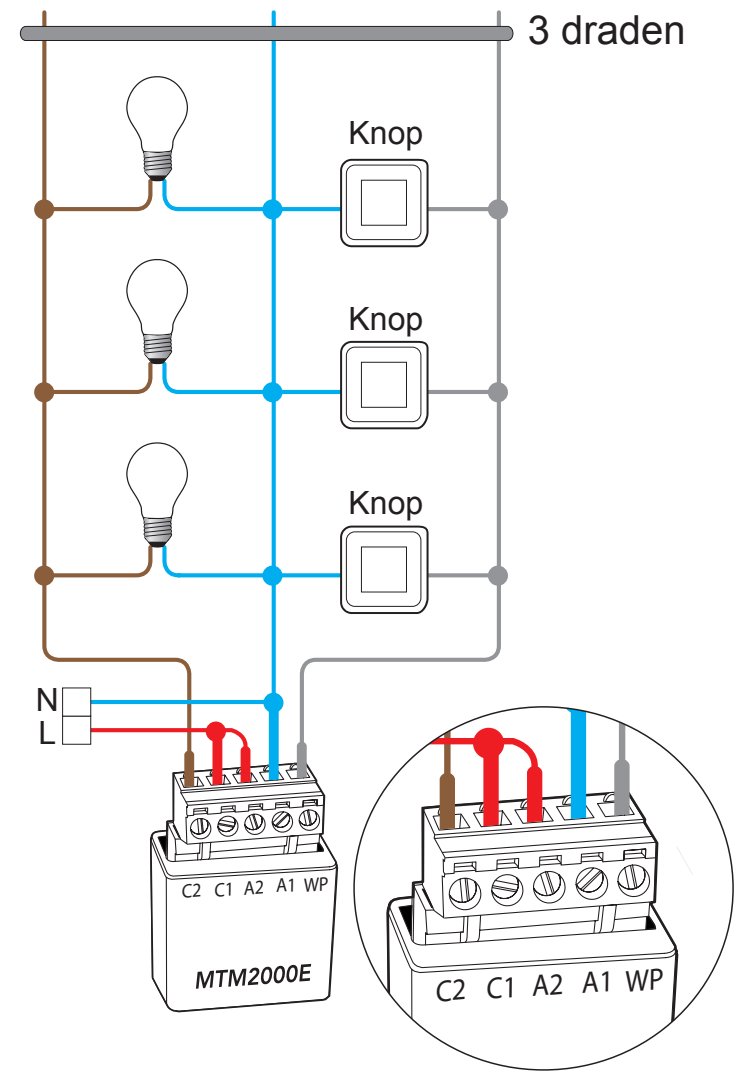 3 draden
Knop
Knop
Knop
N
L
C2 C1 A2 A1 WP
MTM2000E
C2 C1 A2 A1 WP